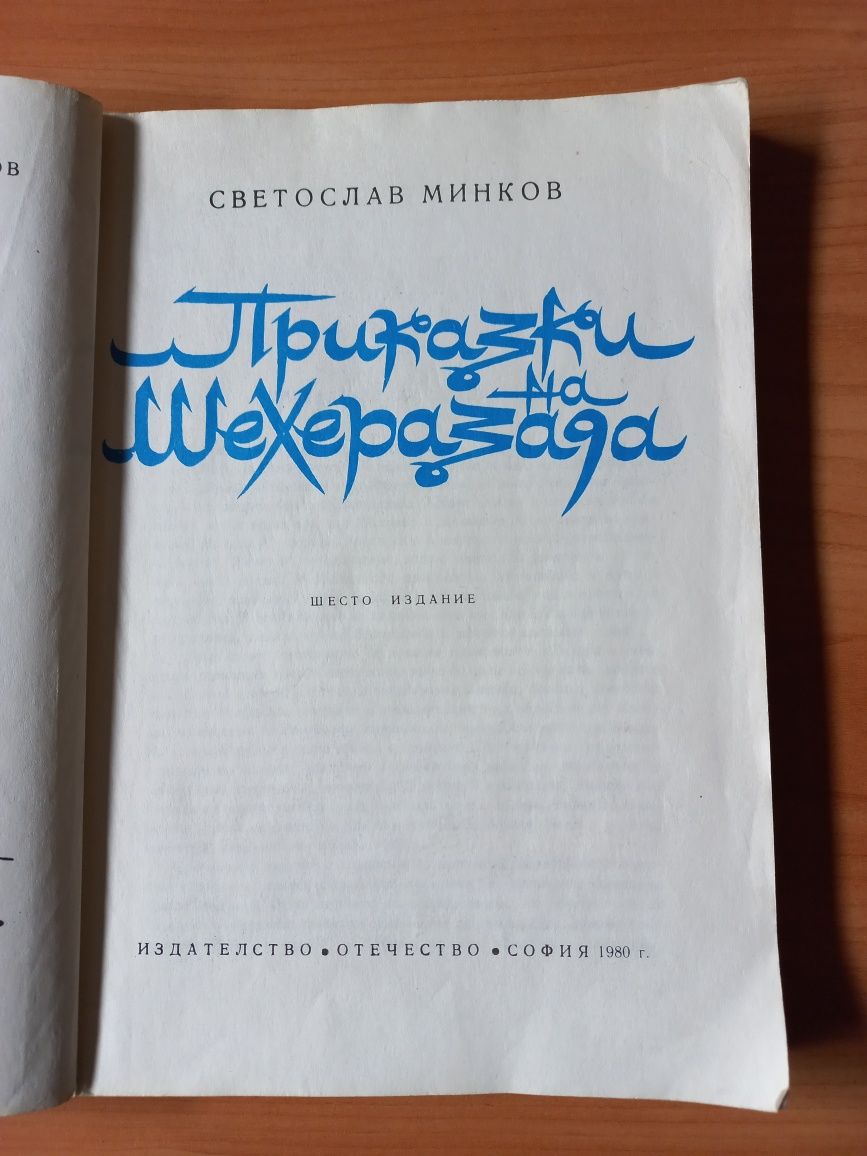 СВЕТОСЛАВ МИНКОВ
Приказки
на
Шехеразада
ШЕСТО ИЗДАНИЕ
ИЗДАТЕЛСТВО • ОТЕЧЕСТВО • СОФИЯ 1980 г.